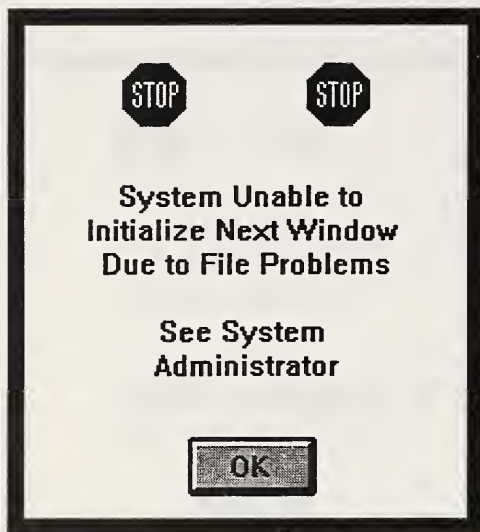 STOP STOP
System Unable to
Initialize Next Window
Due to File Problems
See System
Administrator
OK